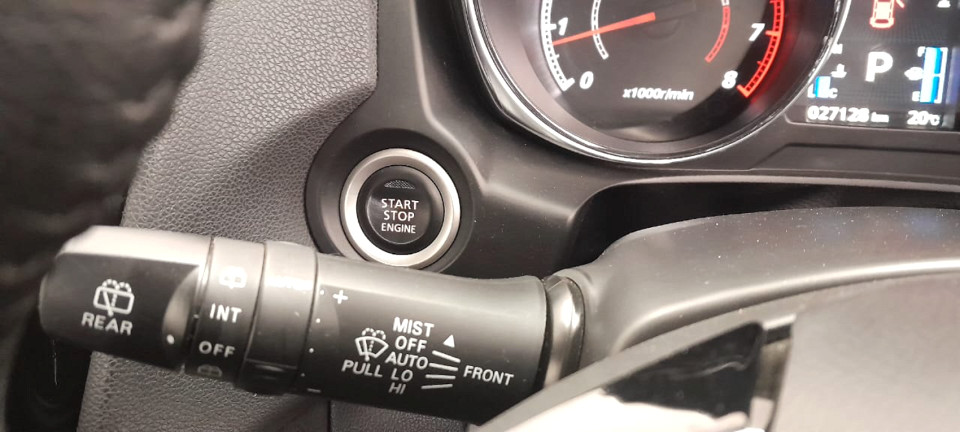 1
0
7
8
x1000r/min
P
027128 km
20°C
START
STOP
ENGINE
REAR
INT
OFF
+
MIST
OFF
AUTO
PULL LO
HI
FRONT
−